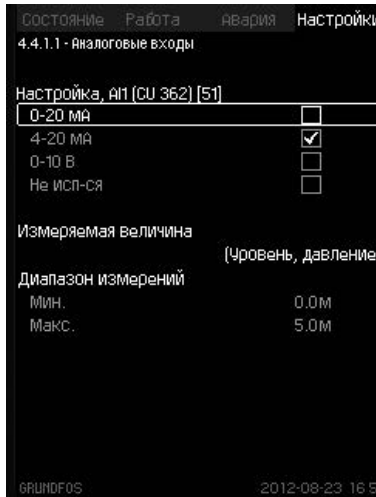 Состояние Работа Авария Настройки
4.4.1.1 - Аналоговые входы
Настройка, AI1 (CU 362) [51]
0-20 мА
4-20 мА
0-10 В
Не исп-ся
Измеряемая величина
(Уровень, давление
Диапазон измерений
Мин. 0.0м
Макс. 5.0м
GRUNDFOS 2012-08-23 16:5